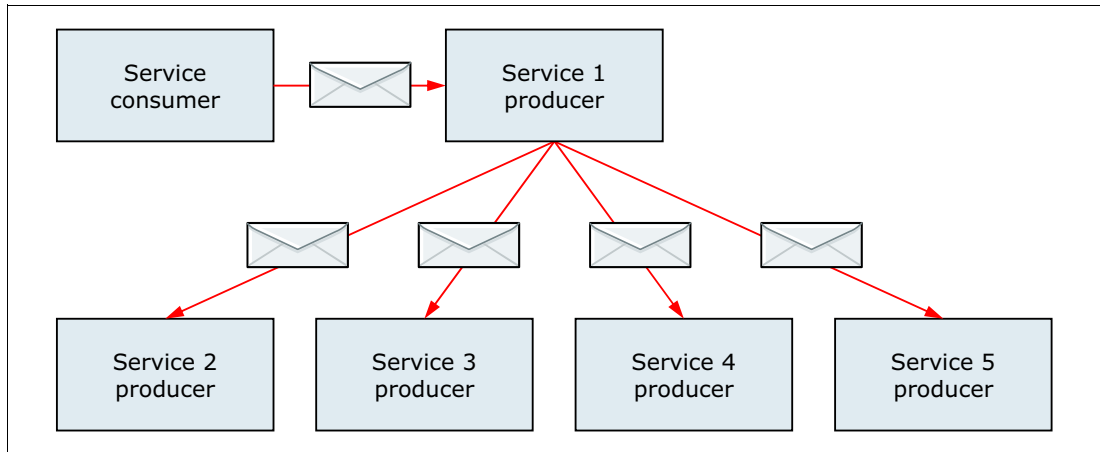 Service
consumer
Service 1
producer
Service 2
producer
Service 3
producer
Service 4
producer
Service 5
producer